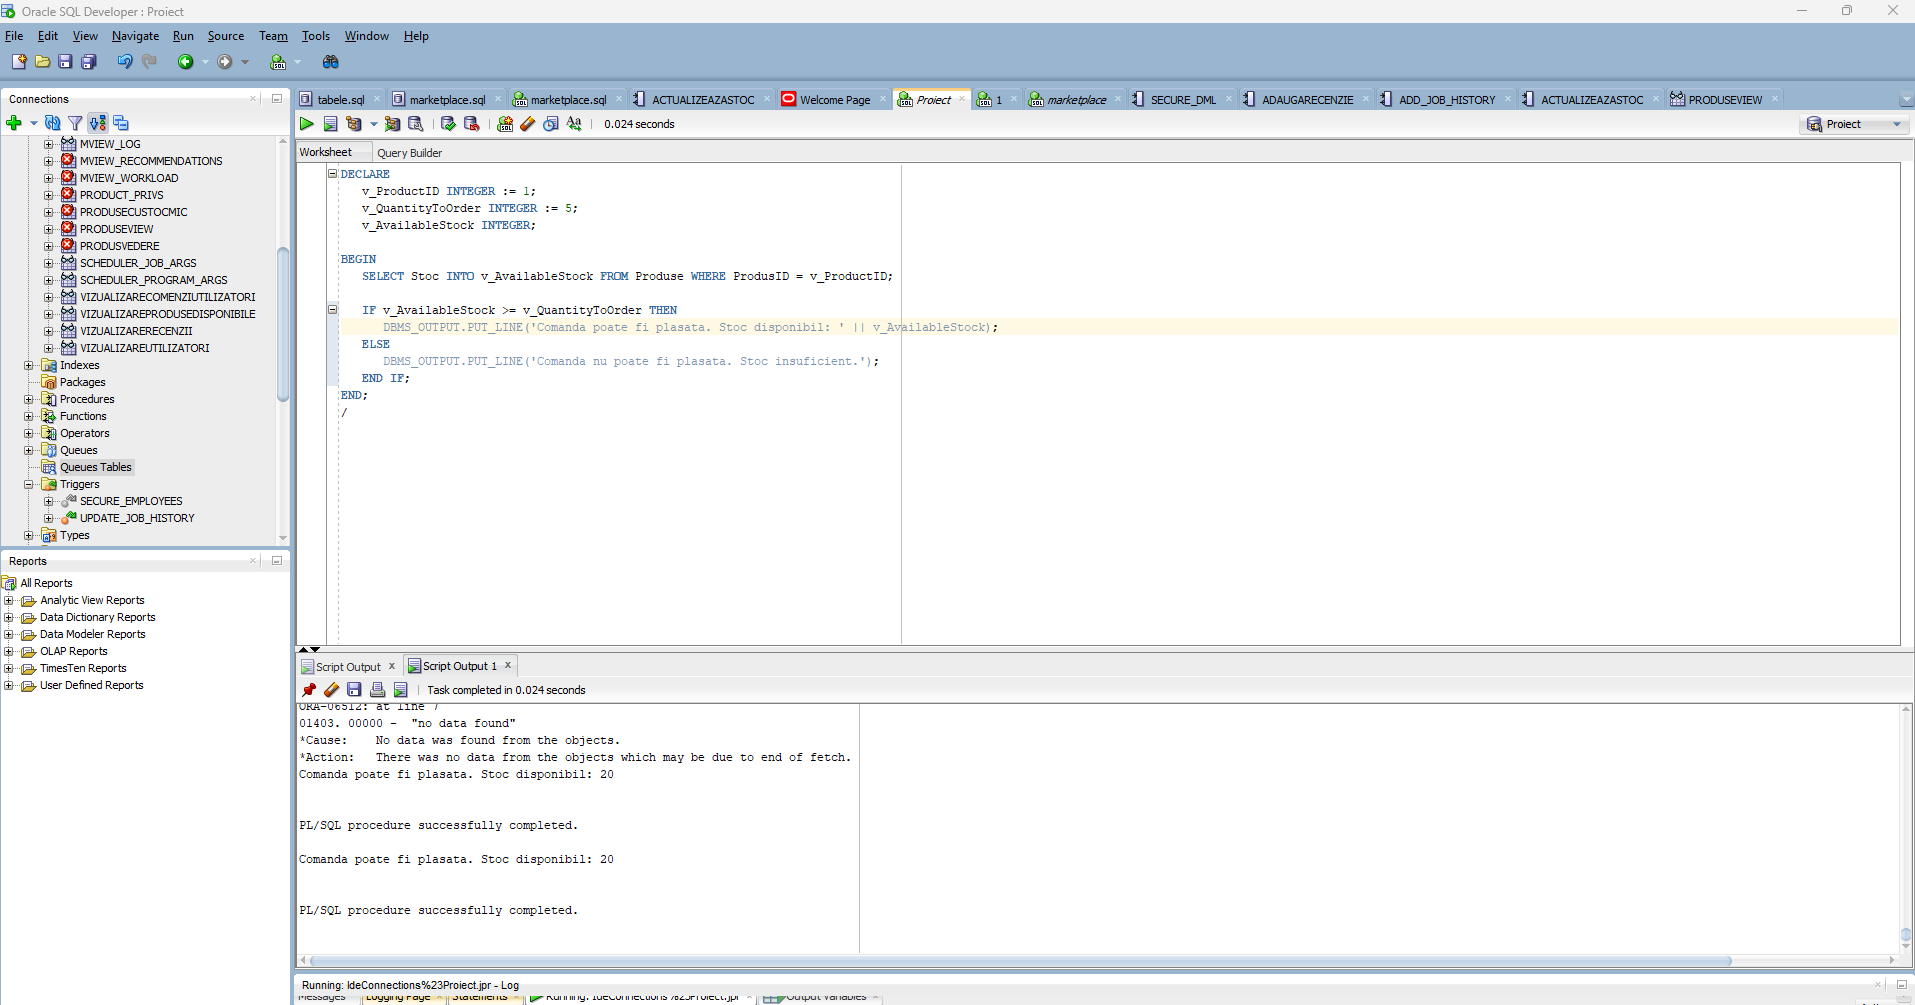 Oracle SQL Developer : Proiect
File Edit View Navigate Run Source Team Tools Window Help
Connections
tabele.sql marketplace.sql marketplace.sql ACTUALIZEAZASTOC Welcome Page Proiect 1 marketplace SECURE_DML ADAUGARECENZIE ADD_JOB_HISTORY ACTUALIZEAZASTOC PRODUSEVIEW
0.024 seconds
Proiect
Worksheet Query Builder
MVIEW_LOG
MVIEW_RECOMMENDATIONS
MVIEW_WORKLOAD
PRODUCT_PRIVS
PRODUSECUSTOCMIC
PRODUSEVIEW
PRODUSVEDERE
SCHEDULER_JOB_ARGS
SCHEDULER_PROGRAM_ARGS
VIZUALIZARECOMENZIUTILIZATORI
VIZUALIZAREPRODUSEDISPONIBILE
VIZUALIZARERECENZII
VIZUALIZAREUTILIZATORI
Indexes
Packages
Procedures
Functions
Operators
Queues
Queues Tables
Triggers
SECURE_EMPLOYEES
UPDATE_JOB_HISTORY
Types
DECLARE
v_ProductID INTEGER := 1;
v_QuantityToOrder INTEGER := 5;
v_AvailableStock INTEGER;
BEGIN
SELECT Stoc INTO v_AvailableStock FROM Produse WHERE ProdusID = v_ProductID;
IF v_AvailableStock >= v_QuantityToOrder THEN
DBMS_OUTPUT.PUT_LINE('Comanda poate fi plasata. Stoc disponibil: ' || v_AvailableStock);
ELSE
DBMS_OUTPUT.PUT_LINE('Comanda nu poate fi plasata. Stoc insuficient.');
END IF;
END;
/
Reports
All Reports
Analytic View Reports
Data Dictionary Reports
Data Modeler Reports
OLAP Reports
TimesTen Reports
User Defined Reports
Script Output Script Output 1
Task completed in 0.024 seconds
ORA-06512: at line 7
01403. 00000 - "no data found"
*Cause: No data was found from the objects.
*Action: There was no data from the objects which may be due to end of fetch.
Comanda poate fi plasata. Stoc disponibil: 20
PL/SQL procedure successfully completed.
Comanda poate fi plasata. Stoc disponibil: 20
PL/SQL procedure successfully completed.
Running: IdeConnections%23Proiect.jpr - Log
Messages Logging Page Statements Running: IdeConnections%23Proiect.jpr Output Variables